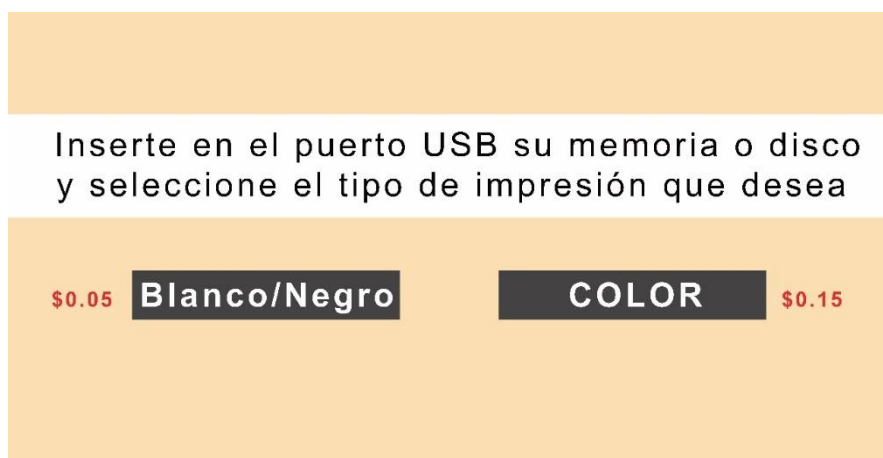 Inserte en el puerto USB su memoria o disco
y seleccione el tipo de impresión que desea
$0.05 Blanco/Negro COLOR $0.15